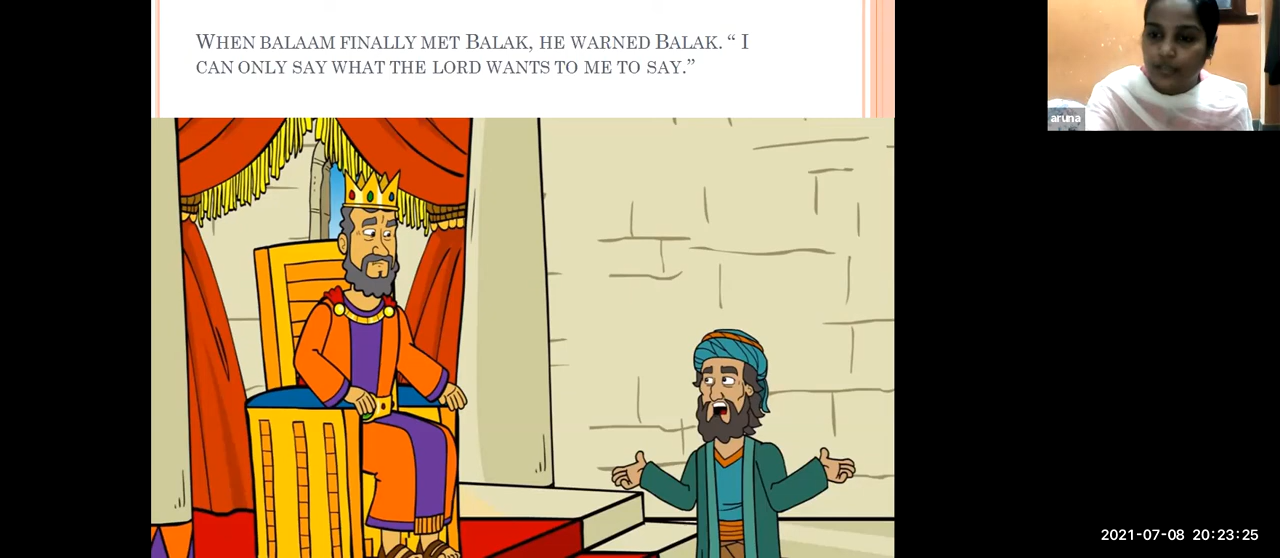 WHEN BALAAM FINALLY MET BALAK, HE WARNED BALAK. “ I
CAN ONLY SAY WHAT THE LORD WANTS TO ME TO SAY.”
aruna
2021-07-08 20:23:25